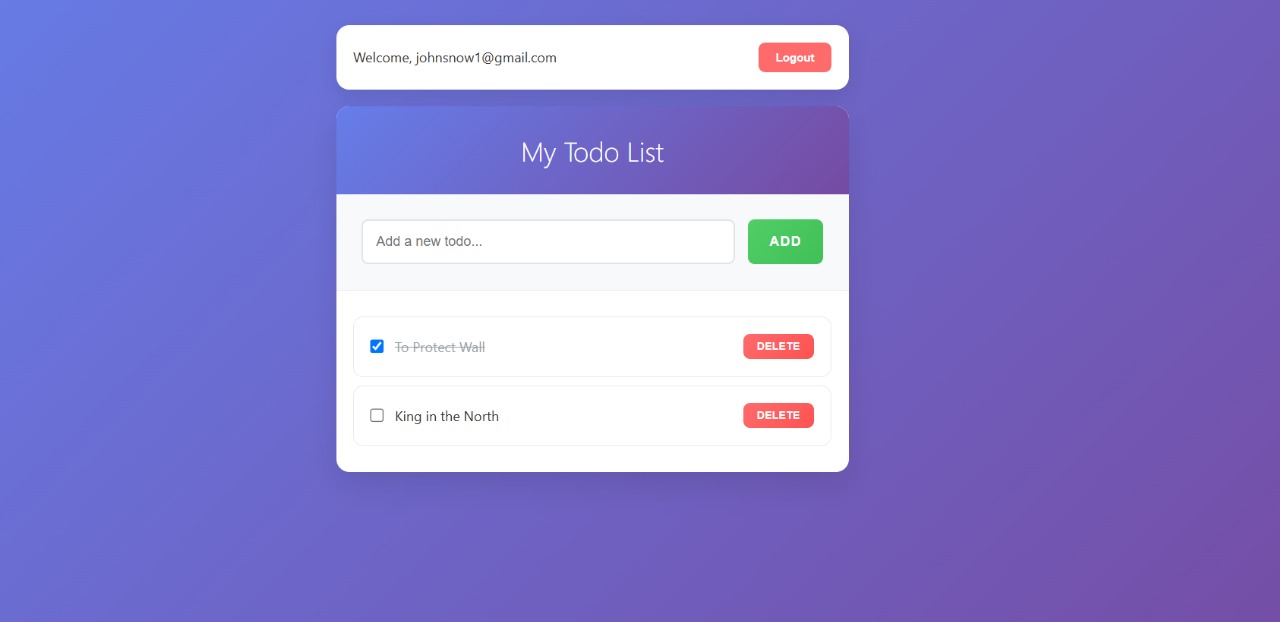 Welcome, johnsnow1@gmail.com Logout
My Todo List
Add a new todo... ADD
To Protect Wall DELETE
King in the North DELETE